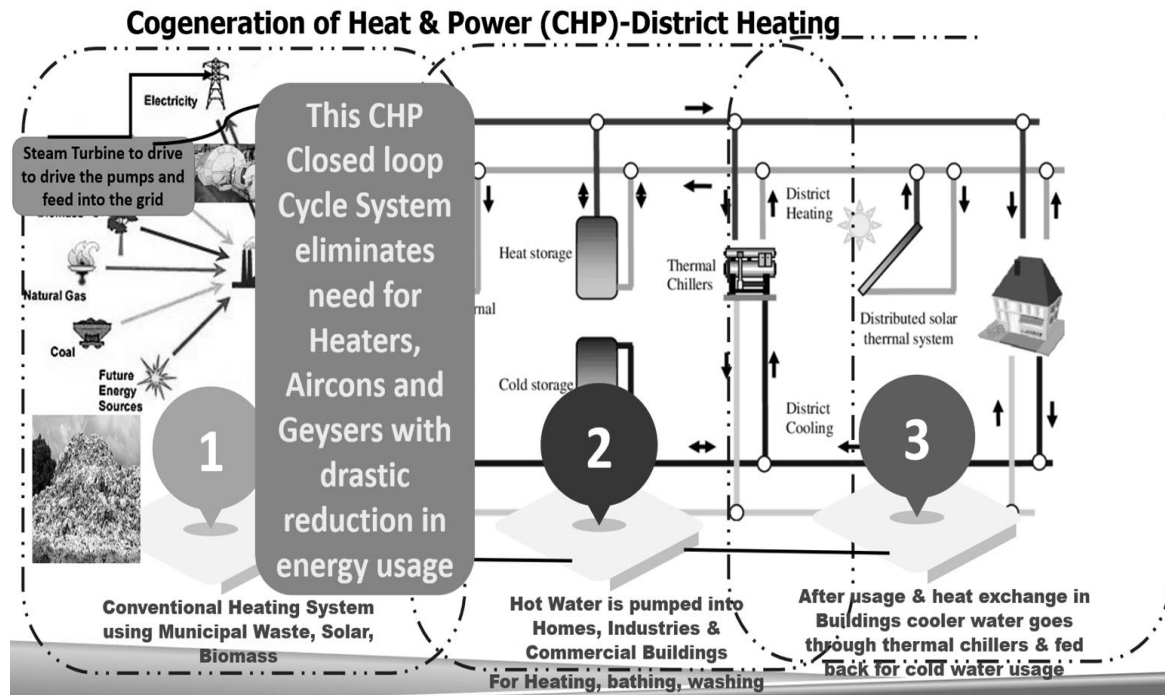 Cogeneration of Heat & Power (CHP)-District Heating
Electricity
Steam Turbine to drive
to drive the pumps and
feed into the grid
Natural Gas
Coal
Future
Energy
Sources
This CHP
Closed loop
Cycle System
eliminates
need for
Heaters,
Aircons and
Geysers with
drastic
reduction in
energy usage
Heat storage
Cold storage
Thermal
Chillers
District
Heating
Distributed solar
thermal system
District
Cooling
1
2
3
Conventional Heating System
using Municipal Waste, Solar,
Biomass
Hot Water is pumped into
Homes, Industries &
Commercial Buildings
For Heating, bathing, washing
After usage & heat exchange in
Buildings cooler water goes
through thermal chillers & fed
back for cold water usage